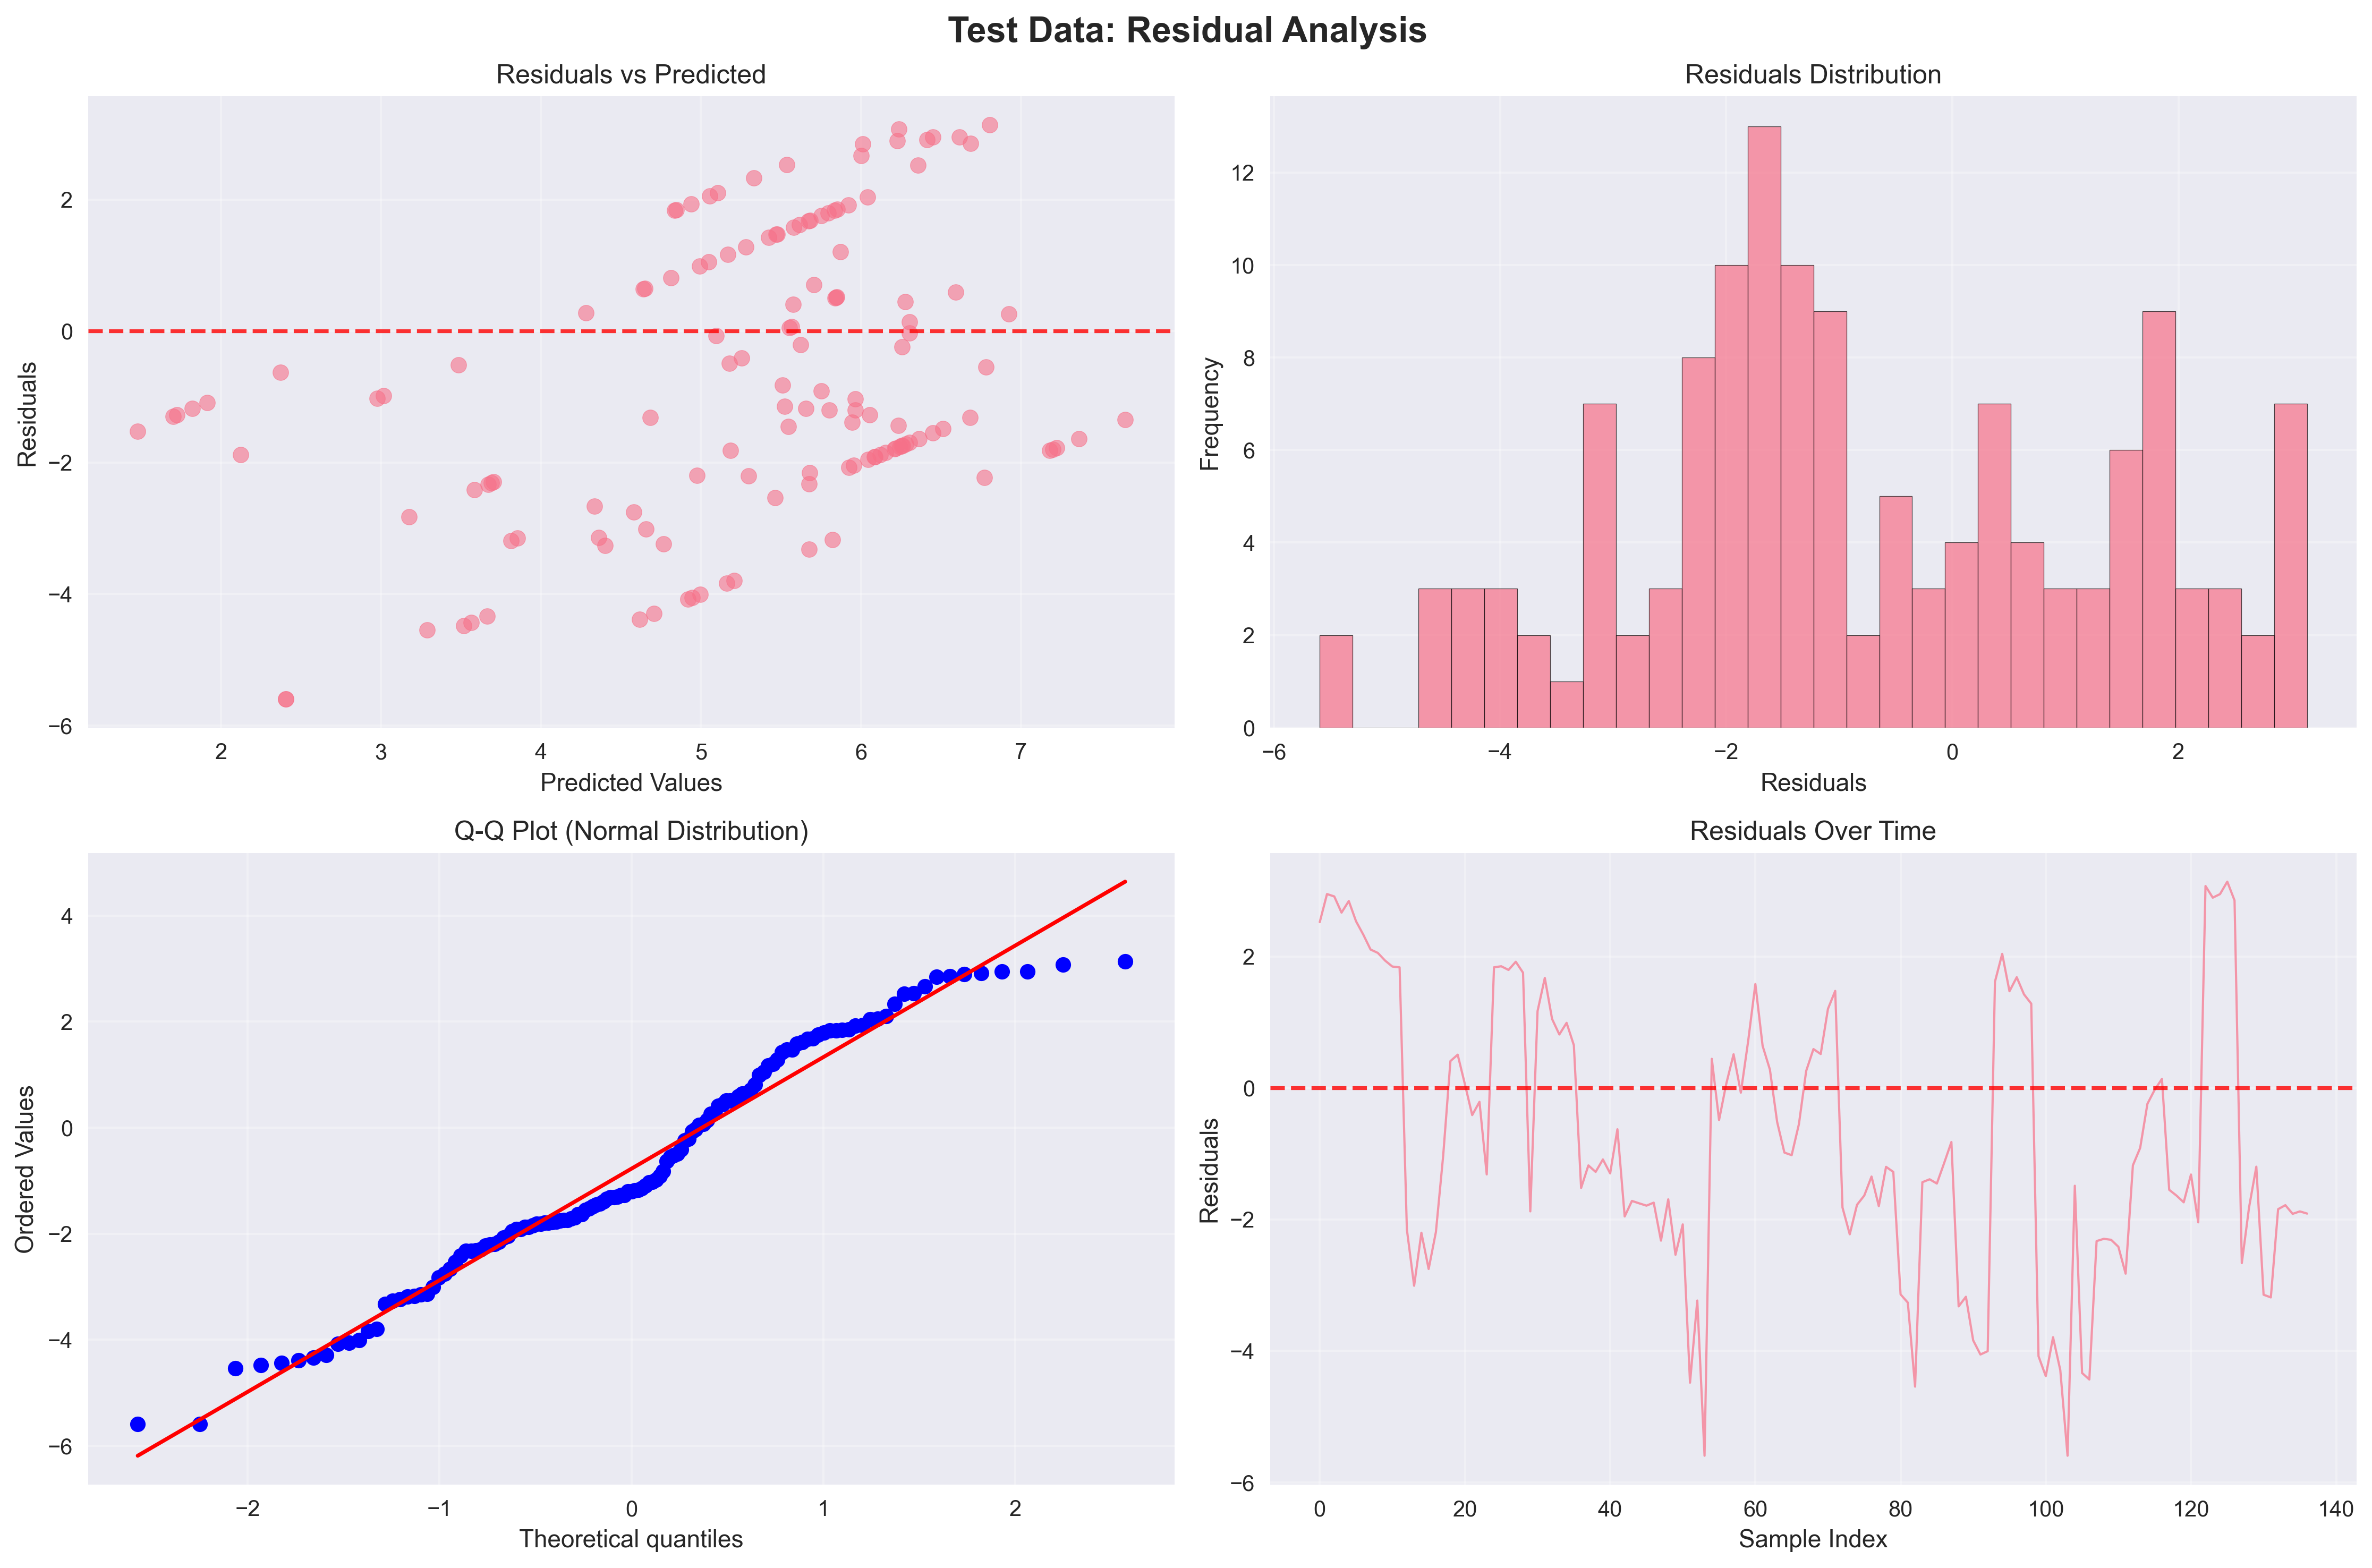 Test Data: Residual Analysis
Residuals vs Predicted
Residuals
2
0
−2
−4
−6
2 3 4 5 6 7
Predicted Values
Residuals Distribution
Frequency
12
10
8
6
4
2
0
−6 −4 −2 0 2
Residuals
Q-Q Plot (Normal Distribution)
Ordered Values
4
2
0
−2
−4
−6
−2 −1 0 1 2
Theoretical quantiles
Residuals Over Time
Residuals
2
0
−2
−4
−6
0 20 40 60 80 100 120 140
Sample Index